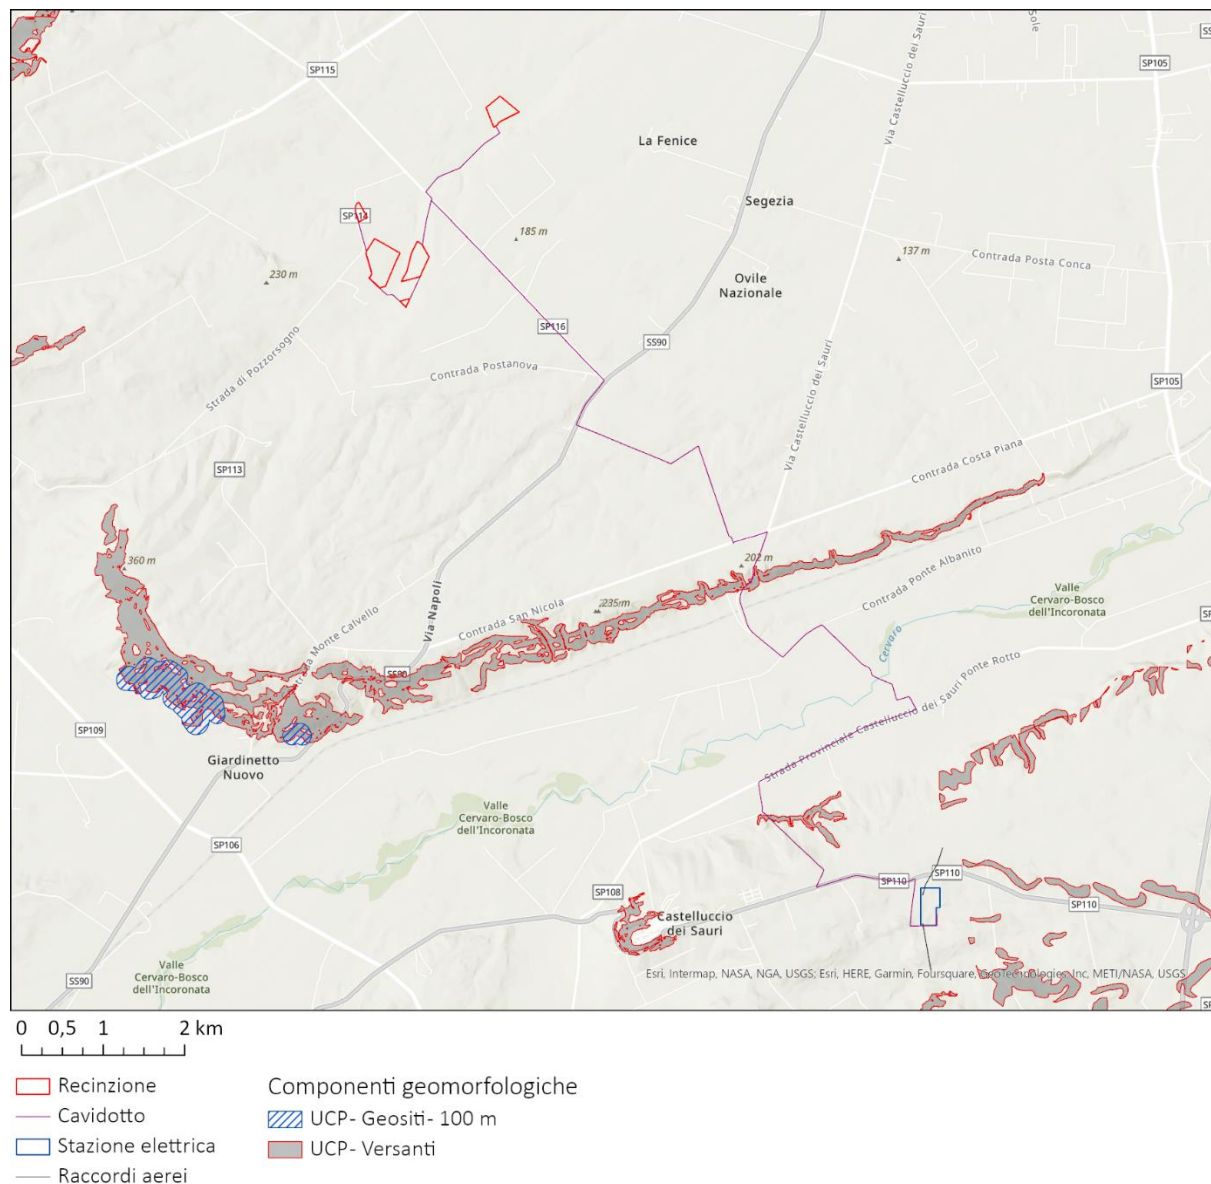 SS
Sole
SP115
SP105
La Fenice
Via Castelluccio dei Sauri
Segezia
SP114
185 m
137 m
Contrada Posta Conca
230 m
Ovile
Nazionale
SP116
SS90
Strada di Pozzorsogno
Contrada Postanova
Via Castelluccio dei Sauri
SP105
SP113
Contrada Costa Piana
360 m
202 m
Contrada Ponte Albanito
Valle
Cervaro-Bosco
dell'Incoronata
235m
Via Napoli
Contrada San Nicola
Strada Monte Calvello
SP
Cervaro
SS90
Strada Provinciale Castelluccio dei Sauri Ponte Rotto
SP109
Giardinetto
Nuovo
Valle
Cervaro-Bosco
dell'Incoronata
SP106
SP110
SP110
SP108
SP110
Castelluccio
dei Sauri
Valle
Cervaro-Bosco
dell'Incoronata
SS90
Esri, Intermap, NASA, NGA, USGS; Esri, HERE, Garmin, Foursquare, GeoTechnologies, Inc, METI/NASA, USGS
SP
0 0,5 1 2 km
Recinzione
Cavidotto
Stazione elettrica
Raccordi aerei
Componenti geomorfologiche
UCP- Geositi- 100 m
UCP- Versanti